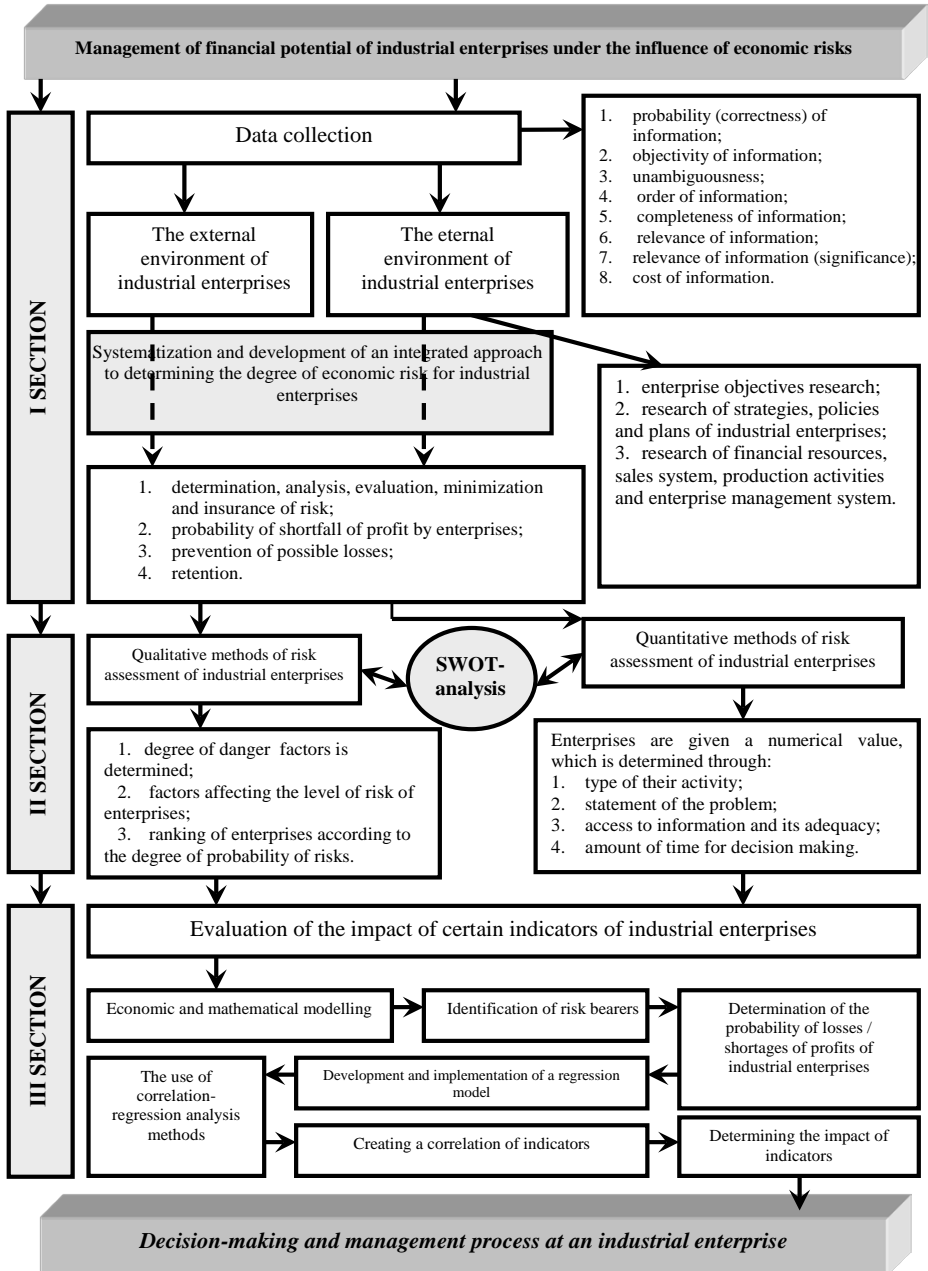 Management of financial potential of industrial enterprises under the influence of economic risks
I SECTION
Data collection
1. probability (correctness) of
information;
2. objectivity of information;
3. unambiguousness;
4. order of information;
5. completeness of information;
6. relevance of information;
7. relevance of information (significance);
8. cost of information.
The external
environment of
industrial enterprises
The eternal
environment of
industrial enterprises
Systematization and development of an integrated approach
to determining the degree of economic risk for industrial
enterprises
1. enterprise objectives research;
2. research of strategies, policies
and plans of industrial enterprises;
3. research of financial resources,
sales system, production activities
and enterprise management system.
1. determination, analysis, evaluation, minimization
and insurance of risk;
2. probability of shortfall of profit by enterprises;
3. prevention of possible losses;
4. retention.
II SECTION
Qualitative methods of risk
assessment of industrial enterprises
SWOT-
analysis
Quantitative methods of risk
assessment of industrial enterprises
1. degree of danger factors is
determined;
2. factors affecting the level of risk of
enterprises;
3. ranking of enterprises according to
the degree of probability of risks.
Enterprises are given a numerical value,
which is determined through:
1. type of their activity;
2. statement of the problem;
3. access to information and its adequacy;
4. amount of time for decision making.
III SECTION
Evaluation of the impact of certain indicators of industrial enterprises
Economic and mathematical modelling
Identification of risk bearers
Determination of the
probability of losses /
shortages of profits of
industrial enterprises
Development and implementation of a regression
model
The use of
correlation-
regression analysis
methods
Creating a correlation of indicators
Determining the impact of
indicators
Decision-making and management process at an industrial enterprise